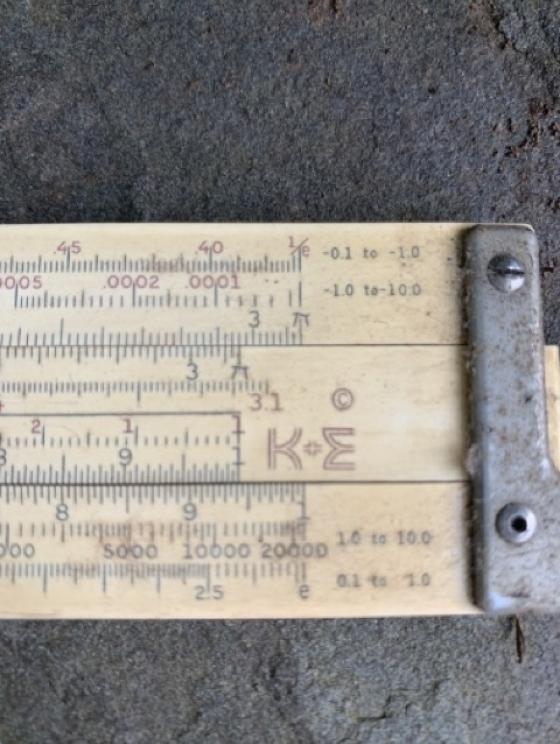 .45 .40 1/e -0.1 to -1.0
.0005 .0002 .0001 -1.0 to -10.0
3 π
3 π
3.1 ©
2 1 1
K+E
8 9 1
8 9 1
5000 10000 20000 1.0 to 10.0
2.5 e 0.1 to 1.0